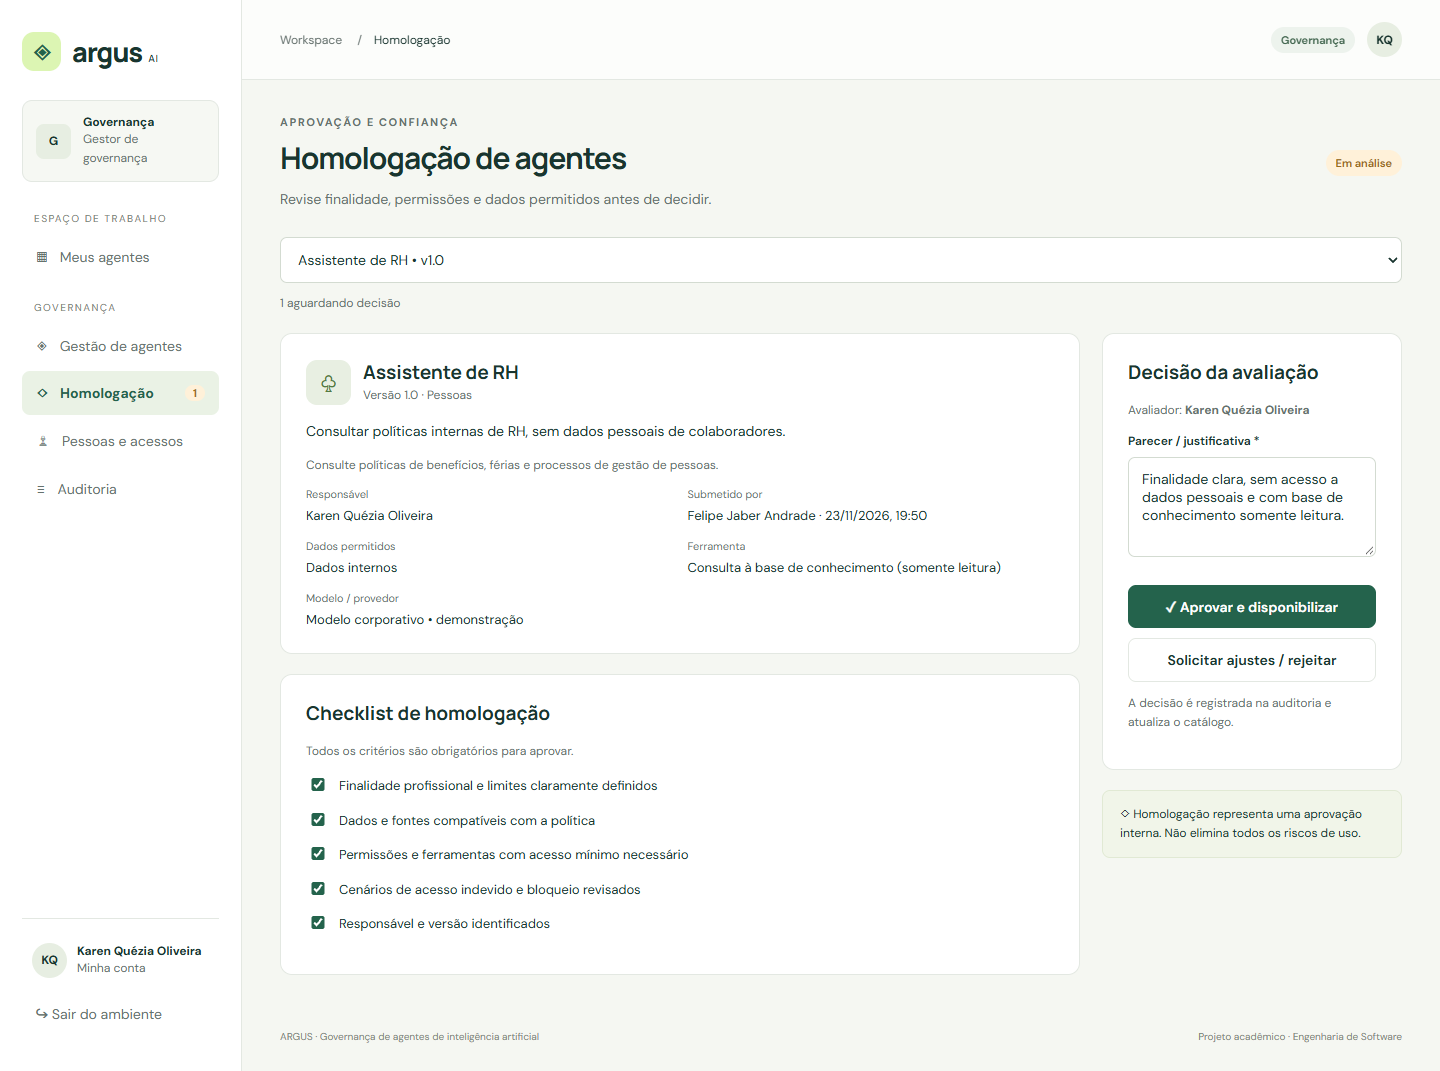 argus AI
G
Governança
Gestor de
governança
ESPAÇO DE TRABALHO
Meus agentes
GOVERNANÇA
Gestão de agentes
Homologação 1
Pessoas e acessos
Auditoria
KQ
Karen Quézia Oliveira
Minha conta
Sair do ambiente
Workspace / Homologação
Governança
KQ
APROVAÇÃO E CONFIANÇA
Homologação de agentes
Em análise
Revise finalidade, permissões e dados permitidos antes de decidir.
Assistente de RH • v1.0
1 aguardando decisão
Assistente de RH
Versão 1.0 · Pessoas
Consultar políticas internas de RH, sem dados pessoais de colaboradores.
Consulte políticas de benefícios, férias e processos de gestão de pessoas.
Responsável
Karen Quézia Oliveira
Submetido por
Felipe Jaber Andrade · 23/11/2026, 19:50
Dados permitidos
Dados internos
Ferramenta
Consulta à base de conhecimento (somente leitura)
Modelo / provedor
Modelo corporativo • demonstração
Checklist de homologação
Todos os critérios são obrigatórios para aprovar.
Finalidade profissional e limites claramente definidos
Dados e fontes compatíveis com a política
Permissões e ferramentas com acesso mínimo necessário
Cenários de acesso indevido e bloqueio revisados
Responsável e versão identificados
Decisão da avaliação
Avaliador: Karen Quézia Oliveira
Parecer / justificativa *
Finalidade clara, sem acesso a
dados pessoais e com base de
conhecimento somente leitura.
✓ Aprovar e disponibilizar
Solicitar ajustes / rejeitar
A decisão é registrada na auditoria e
atualiza o catálogo.
◇ Homologação representa uma aprovação
interna. Não elimina todos os riscos de uso.
ARGUS · Governança de agentes de inteligência artificial
Projeto acadêmico · Engenharia de Software